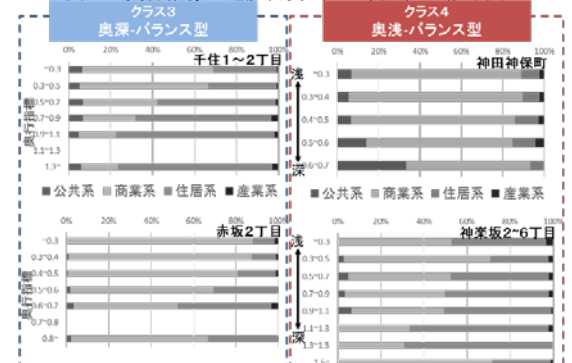 クラス3
奥深-バランス型
クラス4
奥浅-バランス型
0% 20% 40% 60% 80% 100%
千住1～2丁目
~0.3
0.3~0.5
0.5~0.7
0.7~0.9
0.9~1.1
1.1~1.3
1.3~
奥行指標
■公共系 ■商業系 ■住居系 ■産業系
0% 20% 40% 60% 80% 100%
赤坂2丁目
~0.3
0.3~0.4
0.4~0.5
0.5~0.6
0.6~0.7
0.7~0.8
0.8~
奥行指標
0% 20% 40% 60% 80% 100%
神田神保町
浅
深
~0.3
0.3~0.4
0.4~0.5
0.5~0.6
0.6~0.7
■公共系 ■商業系 ■住居系 ■産業系
0% 20% 40% 60% 80% 100%
神楽坂2~6丁目
浅
深
~0.3
0.3~0.5
0.5~0.7
0.7~0.9
0.9~1.1
1.1~1.3
1.3~1.5